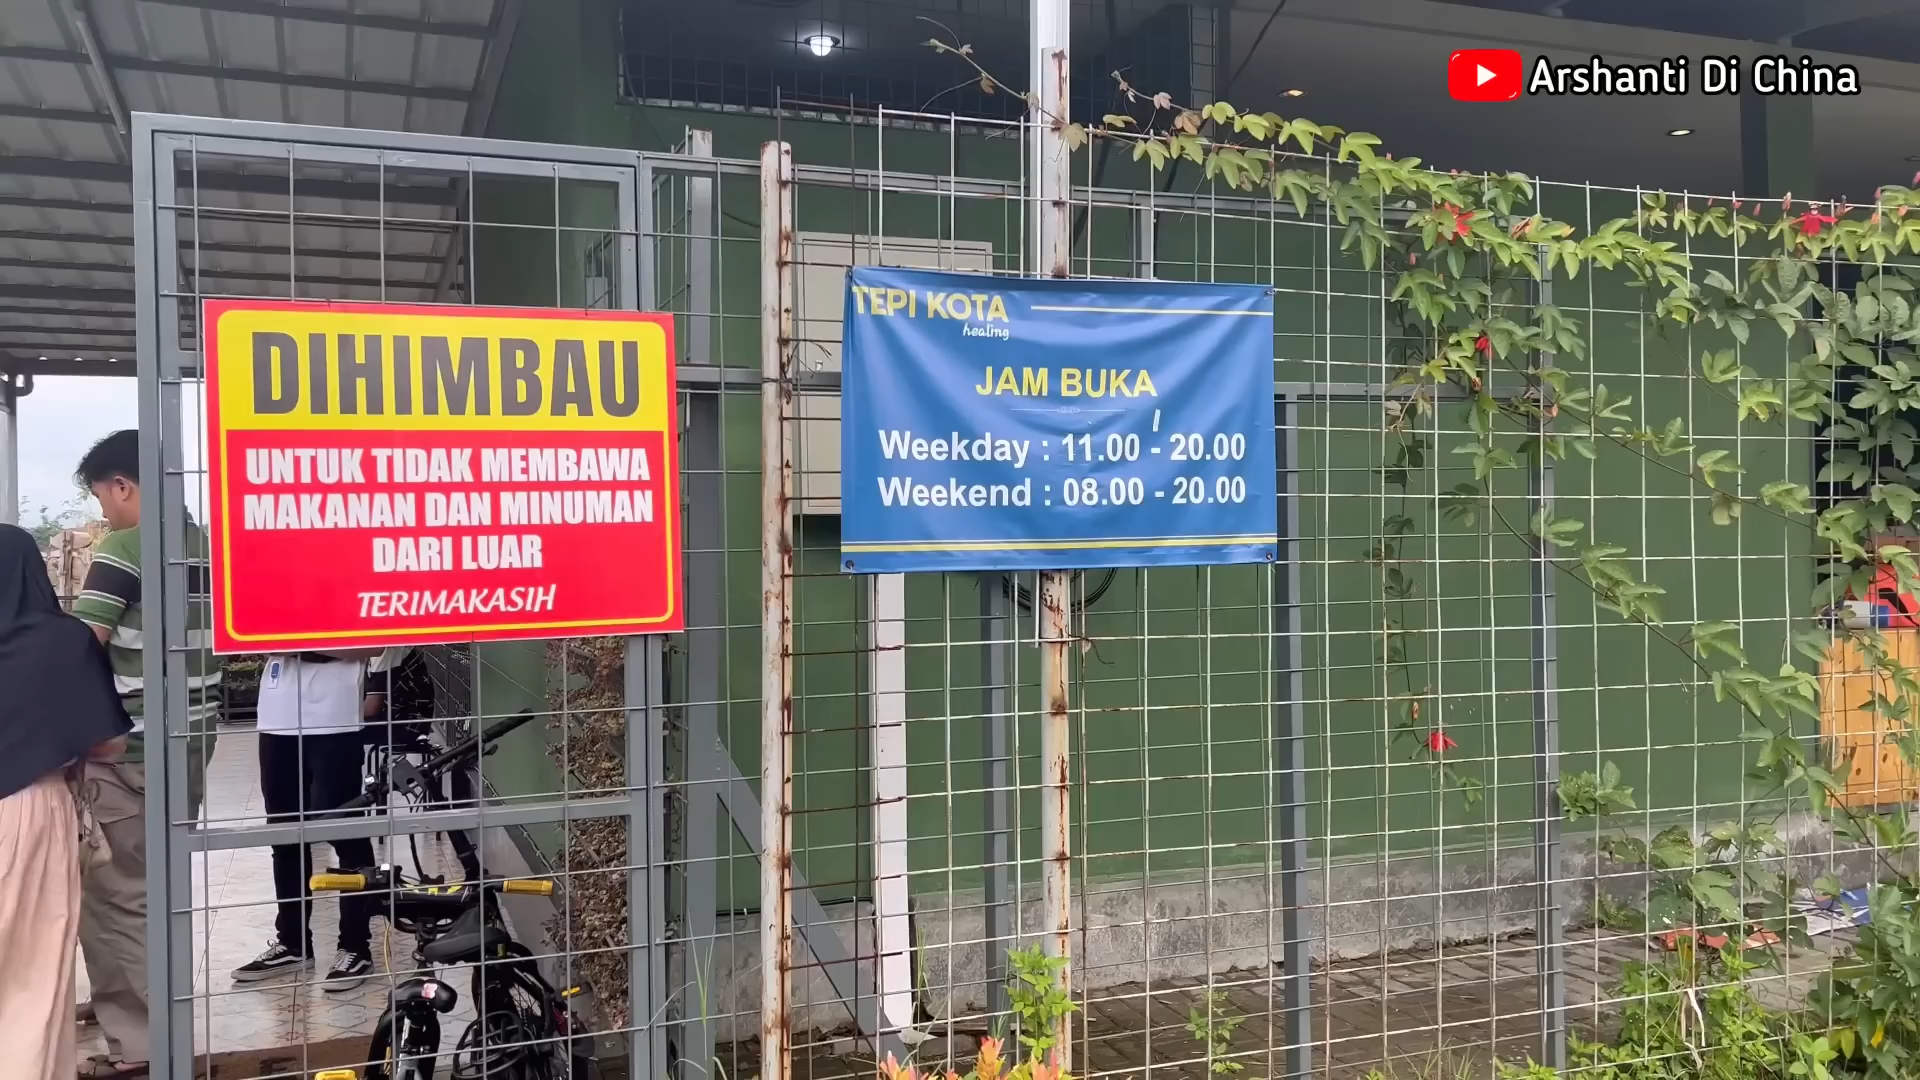 Arshanti Di China
DIHIMBAU
UNTUK TIDAK MEMBAWA
MAKANAN DAN MINUMAN
DARI LUAR
TERIMAKASIH
TEPI KOTA
healing
JAM BUKA
Weekday : 11.00 - 20.00
Weekend : 08.00 - 20.00